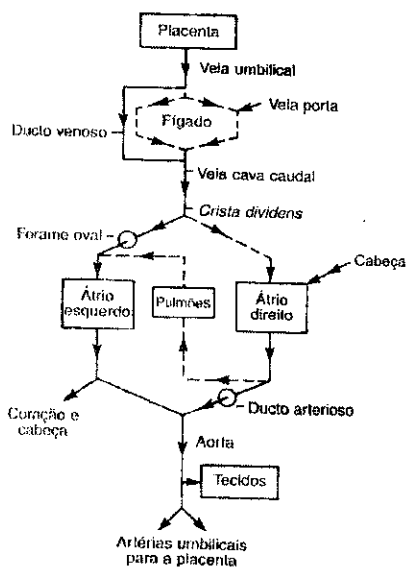 Placenta
Veia umbilical
Veia porta
Fígado
Ducto venoso
Veia cava caudal
Crista dividens
Forame oval
Cabeça
Átrio
esquerdo
Pulmões
Átrio
direito
Ducto arterioso
Coração e
cabeça
Aorta
Tecidos
Artérias umbilicais
para a placenta